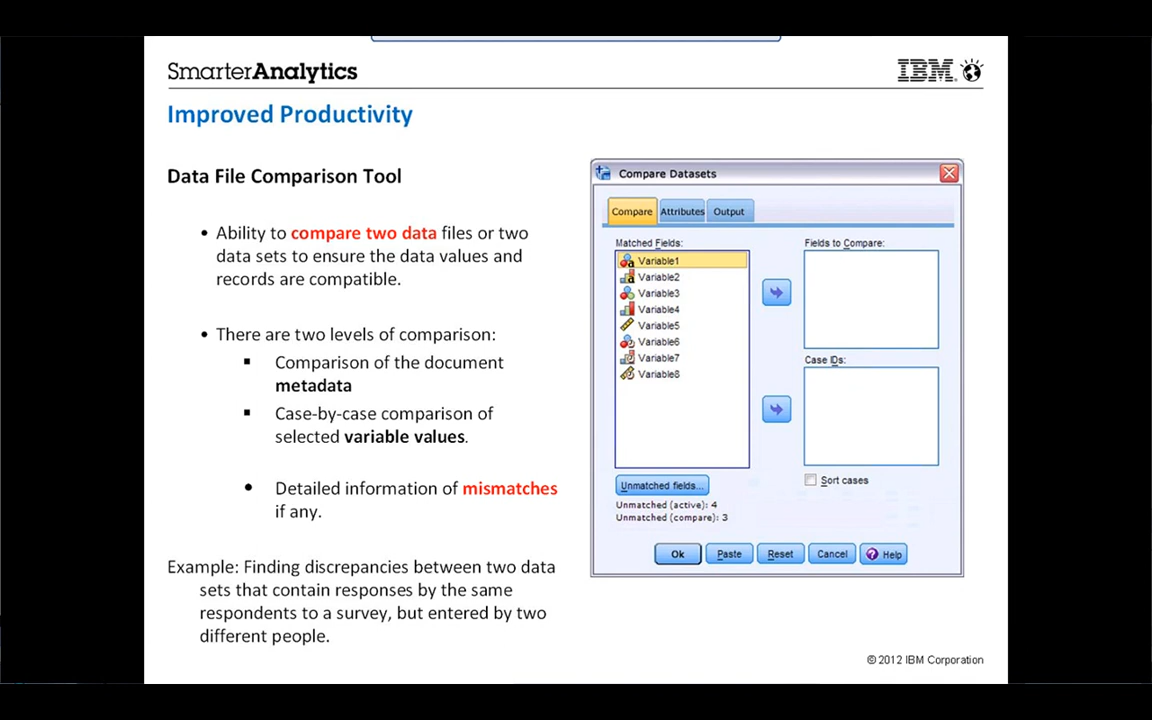 SmarterAnalytics
IBM
Improved Productivity
Data File Comparison Tool
• Ability to compare two data files or two
data sets to ensure the data values and
records are compatible.
• There are two levels of comparison:
▪ Comparison of the document
metadata
▪ Case-by-case comparison of
selected variable values.
• Detailed information of mismatches
if any.
Example: Finding discrepancies between two data
sets that contain responses by the same
respondents to a survey, but entered by two
different people.
Compare Datasets
Compare Attributes Output
Matched Fields:
Variable1
Variable2
Variable3
Variable4
Variable5
Variable6
Variable7
Variable8
Unmatched fields...
Unmatched (active): 4
Unmatched (compare): 3
Fields to Compare:
Case IDs:
Sort cases
Ok Paste Reset Cancel Help
© 2012 IBM Corporation